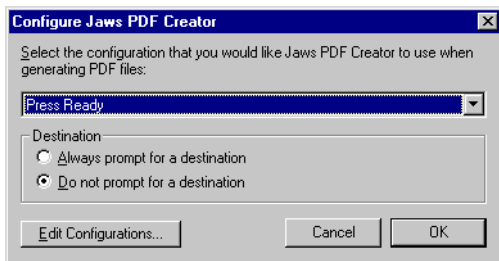 Configure Jaws PDF Creator
Select the configuration that you would like Jaws PDF Creator to use when
generating PDF files:
Press Ready
Destination
Always prompt for a destination
Do not prompt for a destination
Edit Configurations...
Cancel
OK